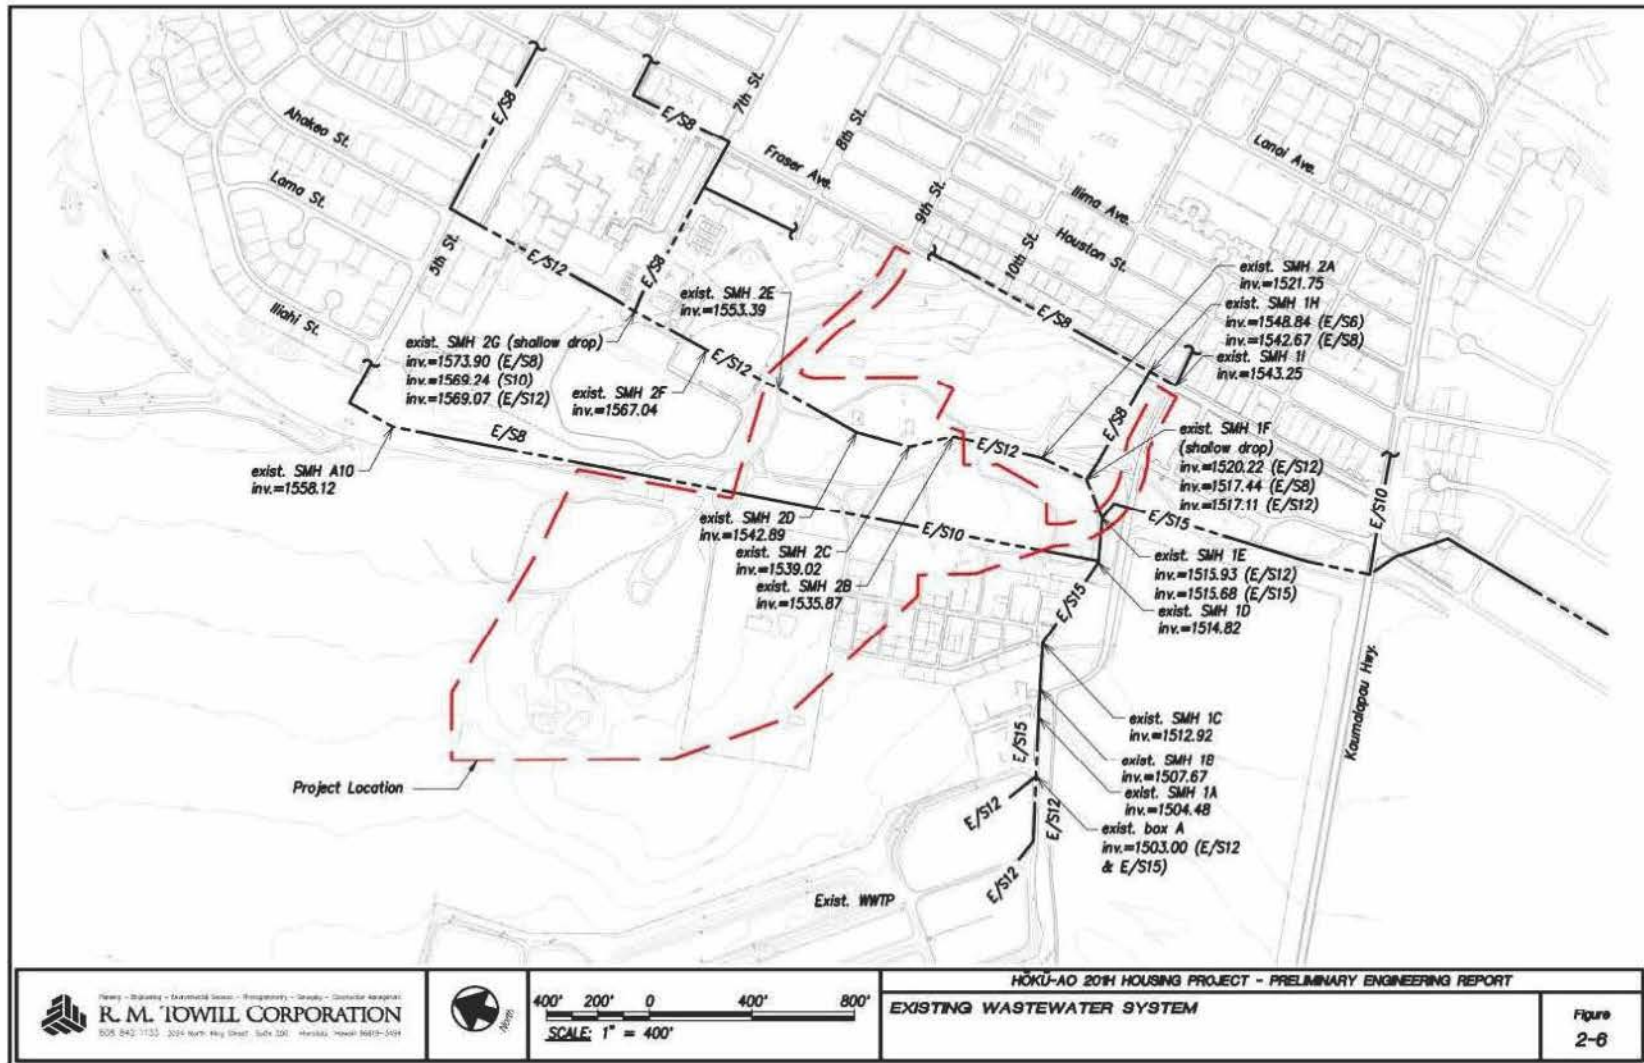 E/S8
E/S8
7th St.
8th St.
Ahakea St.
Fraser Ave.
Lanai Ave.
Lama St.
9th St.
Ilima Ave.
5th St.
Houston St.
10th St.
E/S12
E/S8
Iliahi St.
exist. SMH 2E
inv.=1553.39
exist. SMH 2A
inv.=1521.75
exist. SMH 1H
inv.=1548.84 (E/S6)
inv.=1542.67 (E/S8)
E/S8
exist. SMH 1I
inv.=1543.25
exist. SMH 2G (shallow drop)
inv.=1573.90 (E/S8)
inv.=1569.24 (S10)
inv.=1569.07 (E/S12)
E/S12
exist. SMH 2F
inv.=1567.04
E/S8
E/S8
E/S12
exist. SMH 1F
(shallow drop)
inv.=1520.22 (E/S12)
inv.=1517.44 (E/S8)
inv.=1517.11 (E/S12)
exist. SMH A10
inv.=1558.12
E/S10
exist. SMH 2D
inv.=1542.89
E/S10
E/S15
exist. SMH 2C
inv.=1539.02
exist. SMH 2B
inv.=1535.87
exist. SMH 1E
inv.=1515.93 (E/S12)
inv.=1515.68 (E/S15)
E/S15
exist. SMH 1D
inv.=1514.82
Kaumalapau Hwy.
exist. SMH 1C
inv.=1512.92
E/S15
exist. SMH 1B
inv.=1507.67
exist. SMH 1A
inv.=1504.48
Project Location
E/S12
E/S12
exist. box A
inv.=1503.00 (E/S12
& E/S15)
E/S12
Exist. WWTP
R. M. TOWILL CORPORATION
North
400' 200' 0 400' 800'
SCALE: 1" = 400'
HŌKŪ-AO 201H HOUSING PROJECT - PRELIMINARY ENGINEERING REPORT
EXISTING WASTEWATER SYSTEM
Figure
2-6